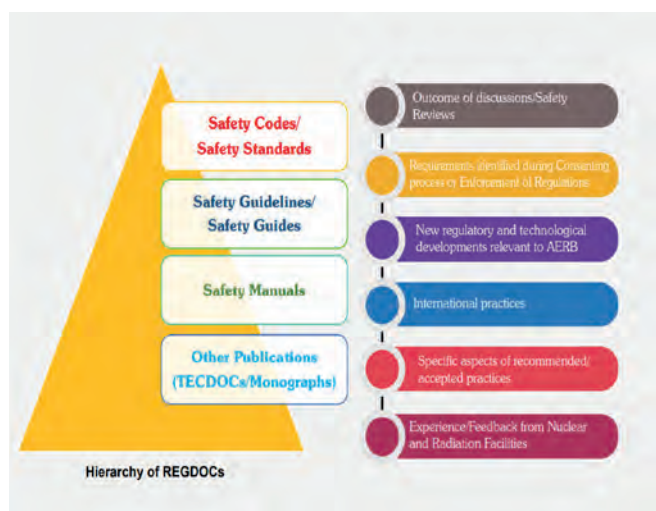 Safety Codes/
Safety Standards
Safety Guidelines/
Safety Guides
Safety Manuals
Other Publications
(TECDOCs/Monographs)
Hierarchy of REGDOCs
Outcome of discussions/Safety
Reviews
Requirements identified during Consenting
process or Enforcement of Regulations
New regulatory and technological
developments relevant to AERB
International practices
Specific aspects of recommended/
accepted practices
Experience/Feedback from Nuclear
and Radiation Facilities